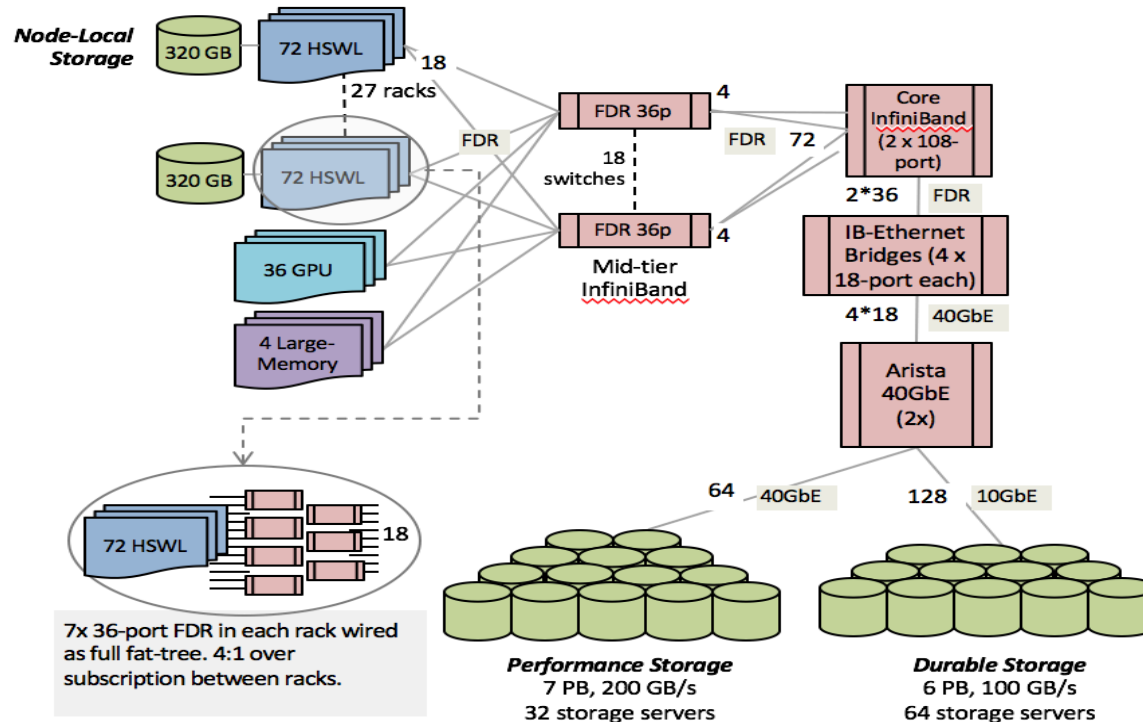 Node-Local
Storage
320 GB
72 HSWL
18
27 racks
320 GB
72 HSWL
FDR
36 GPU
4 Large-
Memory
FDR 36p
18
switches
FDR 36p
Mid-tier
InfiniBand
4
FDR
72
4
Core
InfiniBand
(2 x 108-
port)
2*36
FDR
IB-Ethernet
Bridges (4 x
18-port each)
4*18
40GbE
Arista
40GbE
(2x)
64
40GbE
128
10GbE
72 HSWL
18
7x 36-port FDR in each rack wired
as full fat-tree. 4:1 over
subscription between racks.
Performance Storage
7 PB, 200 GB/s
32 storage servers
Durable Storage
6 PB, 100 GB/s
64 storage servers